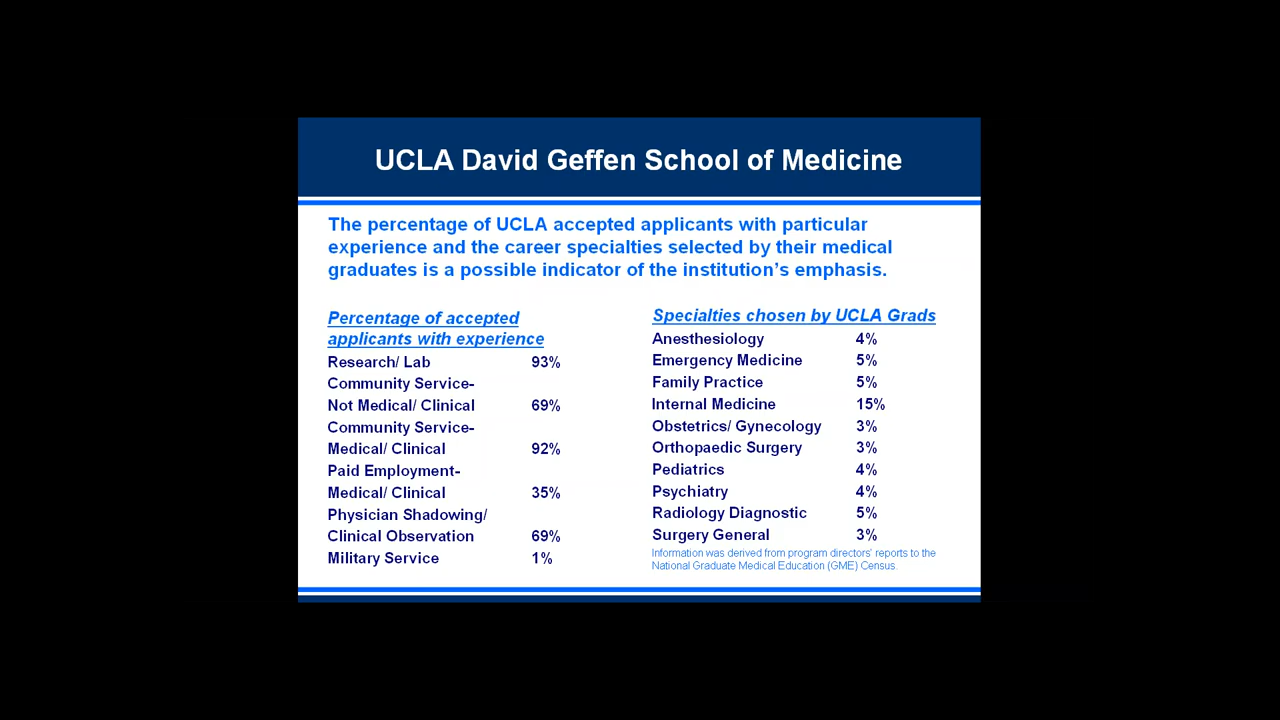 UCLA David Geffen School of Medicine
The percentage of UCLA accepted applicants with particular
experience and the career specialties selected by their medical
graduates is a possible indicator of the institution's emphasis.
Percentage of accepted
applicants with experience
Research/ Lab 93%
Community Service-
Not Medical/ Clinical 69%
Community Service-
Medical/ Clinical 92%
Paid Employment-
Medical/ Clinical 35%
Physician Shadowing/
Clinical Observation 69%
Military Service 1%
Specialties chosen by UCLA Grads
Anesthesiology 4%
Emergency Medicine 5%
Family Practice 5%
Internal Medicine 15%
Obstetrics/ Gynecology 3%
Orthopaedic Surgery 3%
Pediatrics 4%
Psychiatry 4%
Radiology Diagnostic 5%
Surgery General 3%
Information was derived from program directors' reports to the
National Graduate Medical Education (GME) Census.